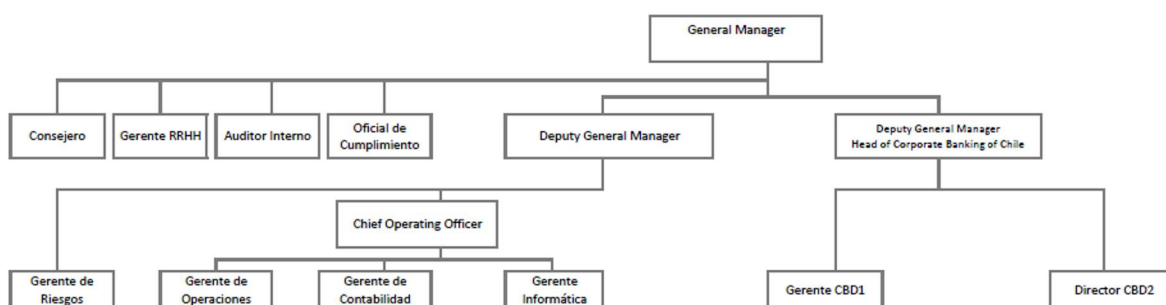 General Manager
Consejero
Gerente RRHH
Auditor Interno
Oficial de
Cumplimiento
Deputy General Manager
Deputy General Manager
Head of Corporate Banking of Chile
Chief Operating Officer
Gerente de
Riesgos
Gerente de
Operaciones
Gerente de
Contabilidad
Gerente
Informática
Gerente CBD1
Director CBD2